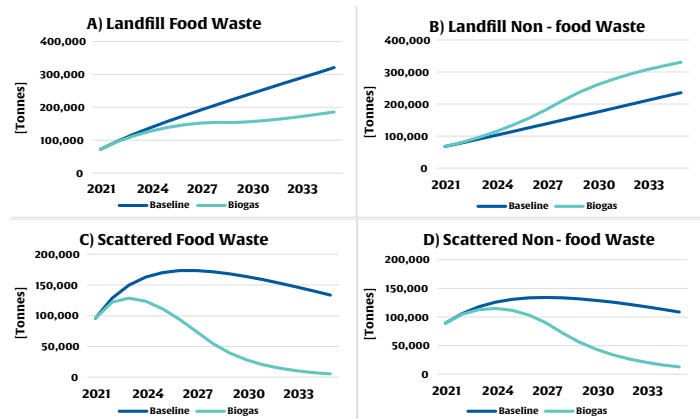 A) Landfill Food Waste
400,000
300,000
200,000
100,000
0
[Tonnes]
2021 2024 2027 2030 2033
Baseline Biogas
B) Landfill Non - food Waste
400,000
300,000
200,000
100,000
0
[Tonnes]
2021 2024 2027 2030 2033
Baseline Biogas
C) Scattered Food Waste
200,000
150,000
100,000
50,000
0
[Tonnes]
2021 2024 2027 2030 2033
Baseline Biogas
D) Scattered Non - food Waste
200,000
150,000
100,000
50,000
0
[Tonnes]
2021 2024 2027 2030 2033
Baseline Biogas